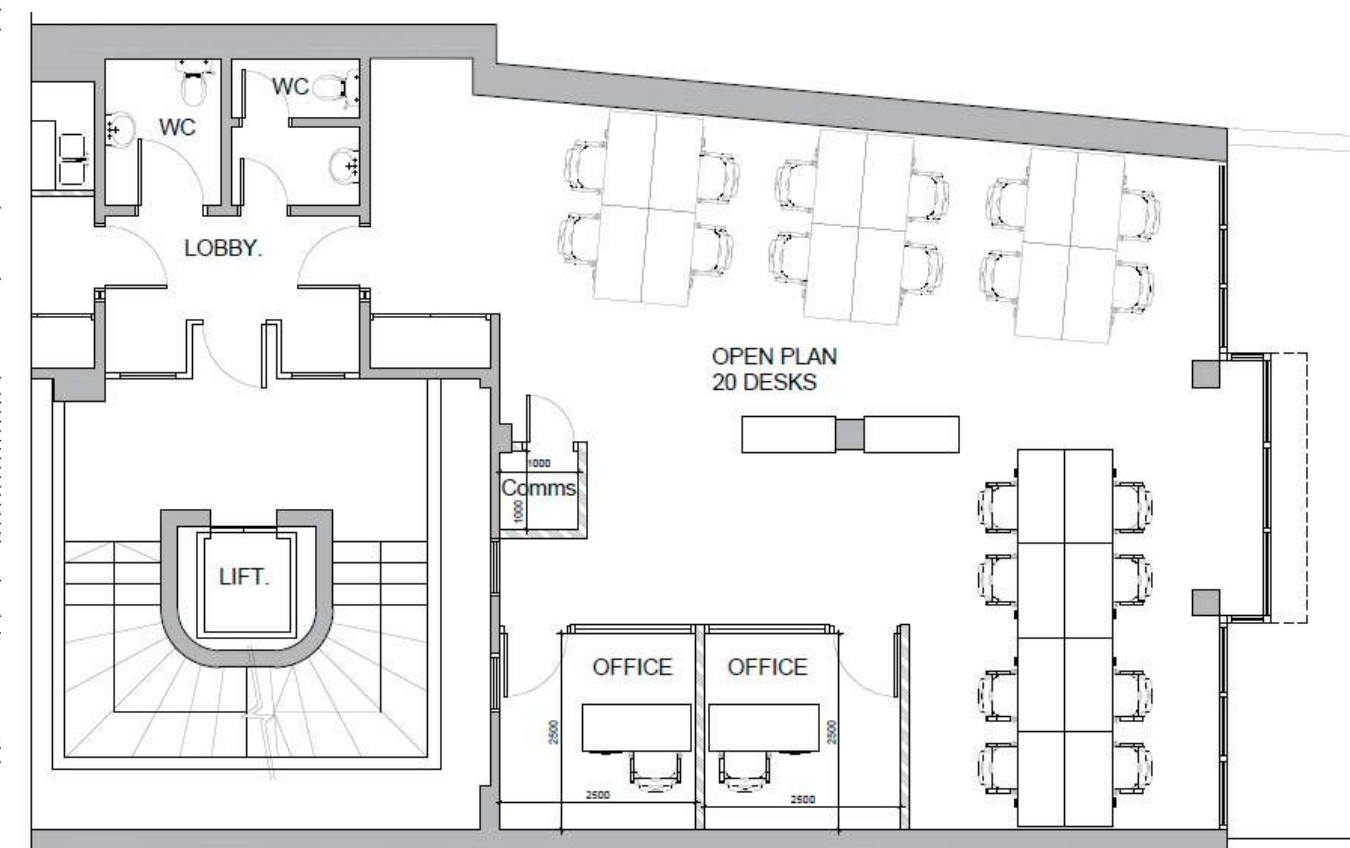 WC
WC
LOBBY.
OPEN PLAN
20 DESKS
1000
Comms
1000
LIFT.
OFFICE
OFFICE
2500
2500
2500
2500